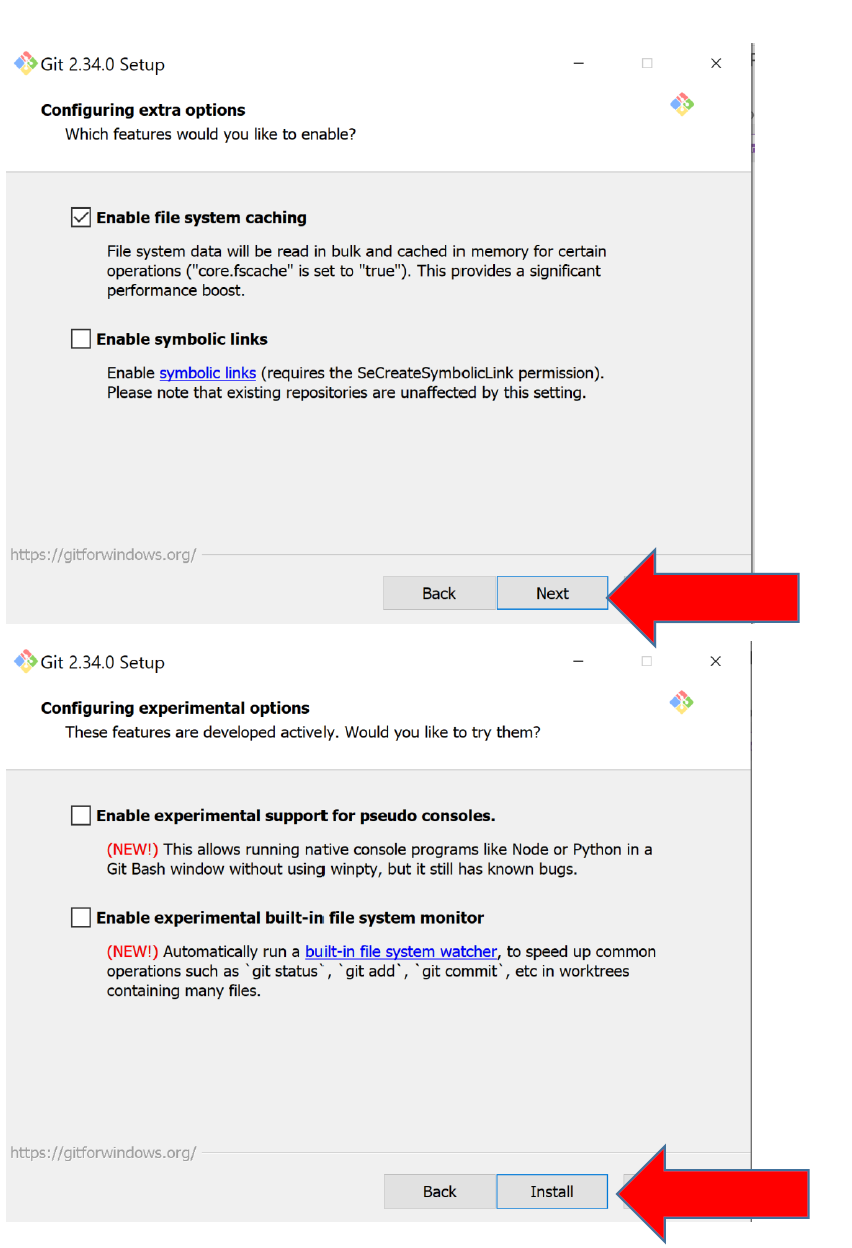 Git 2.34.0 Setup
Configuring extra options
Which features would you like to enable?
Enable file system caching
File system data will be read in bulk and cached in memory for certain
operations ("core.fscache" is set to "true"). This provides a significant
performance boost.
Enable symbolic links
Enable symbolic links (requires the SeCreateSymbolicLink permission).
Please note that existing repositories are unaffected by this setting.
https://gitforwindows.org/
Back Next
Git 2.34.0 Setup
Configuring experimental options
These features are developed actively. Would you like to try them?
Enable experimental support for pseudo consoles.
(NEW!) This allows running native console programs like Node or Python in a
Git Bash window without using winpty, but it still has known bugs.
Enable experimental built-in file system monitor
(NEW!) Automatically run a built-in file system watcher, to speed up common
operations such as `git status`, `git add`, `git commit`, etc in worktrees
containing many files.
https://gitforwindows.org/
Back Install